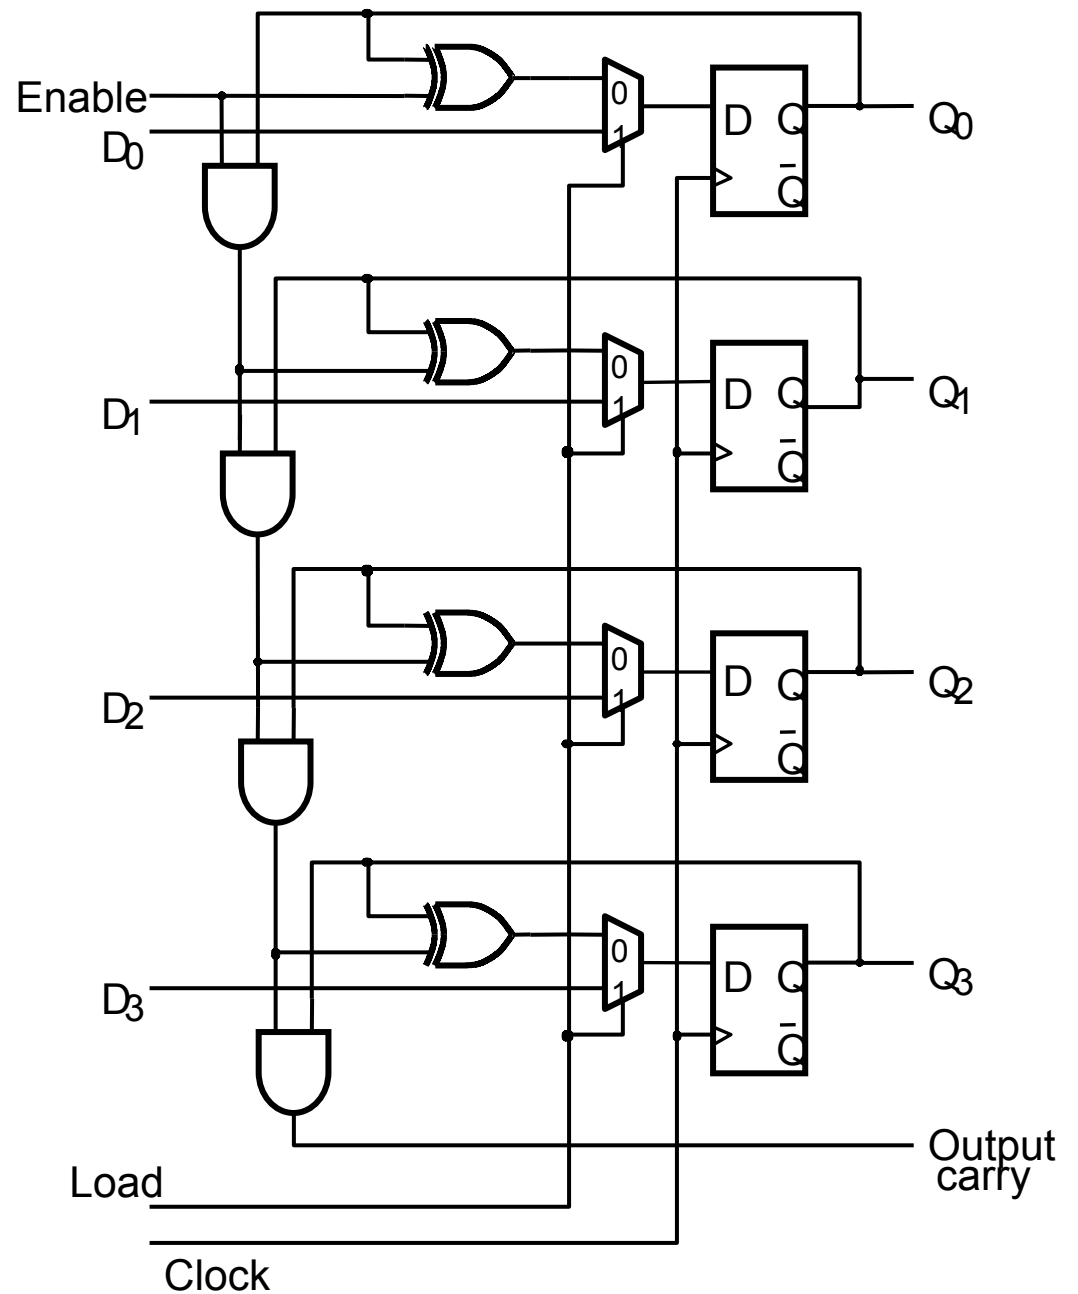 Enable
D0
0
1
D Q
Q̅
Q0
D1
0
1
D Q
Q̅
Q1
D2
0
1
D Q
Q̅
Q2
D3
0
1
D Q
Q̅
Q3
Output
carry
Load
Clock